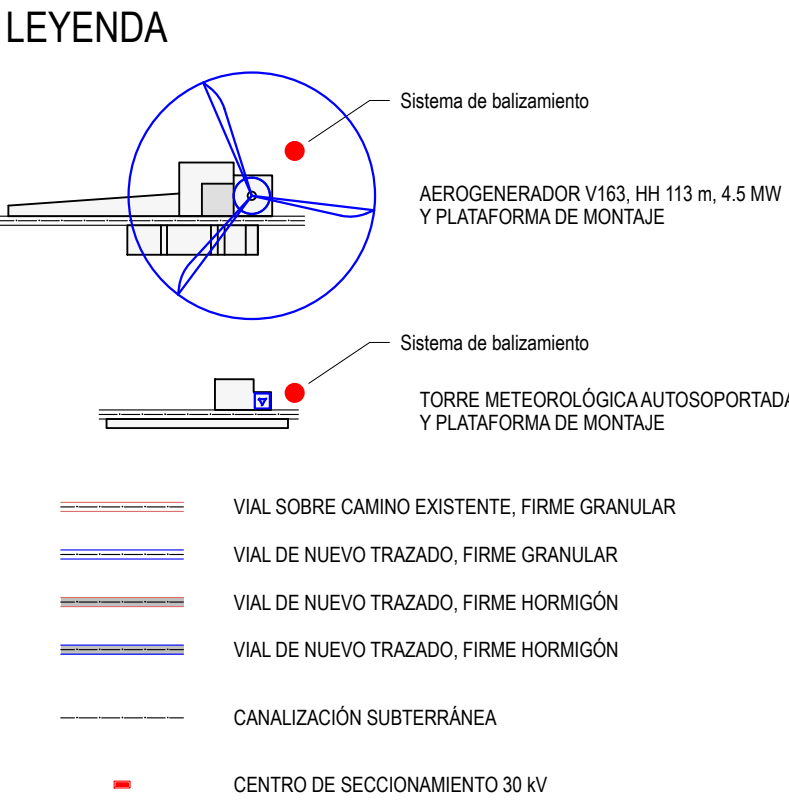 LEYENDA
Sistema de balizamiento
AEROGENERADOR V163, HH 113 m, 4.5 MW
Y PLATAFORMA DE MONTAJE
Sistema de balizamiento
TORRE METEOROLÓGICA AUTOSOPORTADA
Y PLATAFORMA DE MONTAJE
VIAL SOBRE CAMINO EXISTENTE, FIRME GRANULAR
VIAL DE NUEVO TRAZADO, FIRME GRANULAR
VIAL DE NUEVO TRAZADO, FIRME HORMIGÓN
VIAL DE NUEVO TRAZADO, FIRME HORMIGÓN
CANALIZACIÓN SUBTERRÁNEA
CENTRO DE SECCIONAMIENTO 30 kV